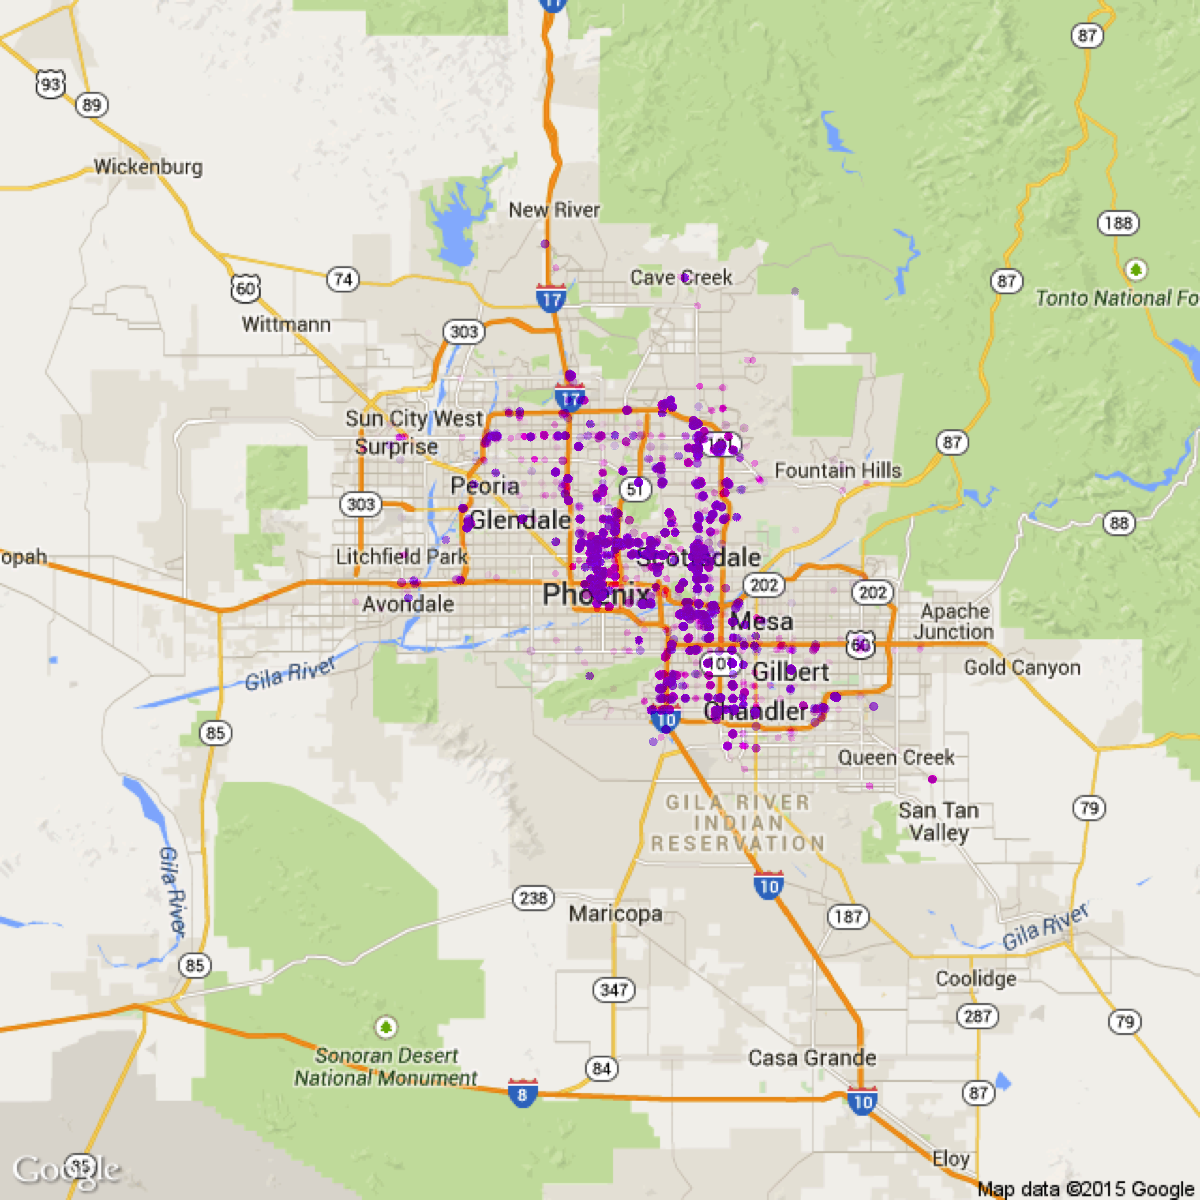 17
87
93
89
Wickenburg
New River
188
74
Cave Creek
60
87
Tonto National Fo
17
Wittmann
303
17
Sun City West
Surprise
101
87
Fountain Hills
Peoria
51
303
Glendale
88
opah
Litchfield Park
Scottsdale
Phoenix
202
202
Avondale
Apache
Junction
Mesa
60
Gila River
10
Gilbert
Gold Canyon
Chandler
10
85
Queen Creek
GILA RIVER
INDIAN
RESERVATION
San Tan
Valley
79
Gila River
10
238
Maricopa
187
Gila River
85
Coolidge
347
287
79
Sonoran Desert
National Monument
84
Casa Grande
8
87
10
Eloy
Google
85
Map data ©2015 Google